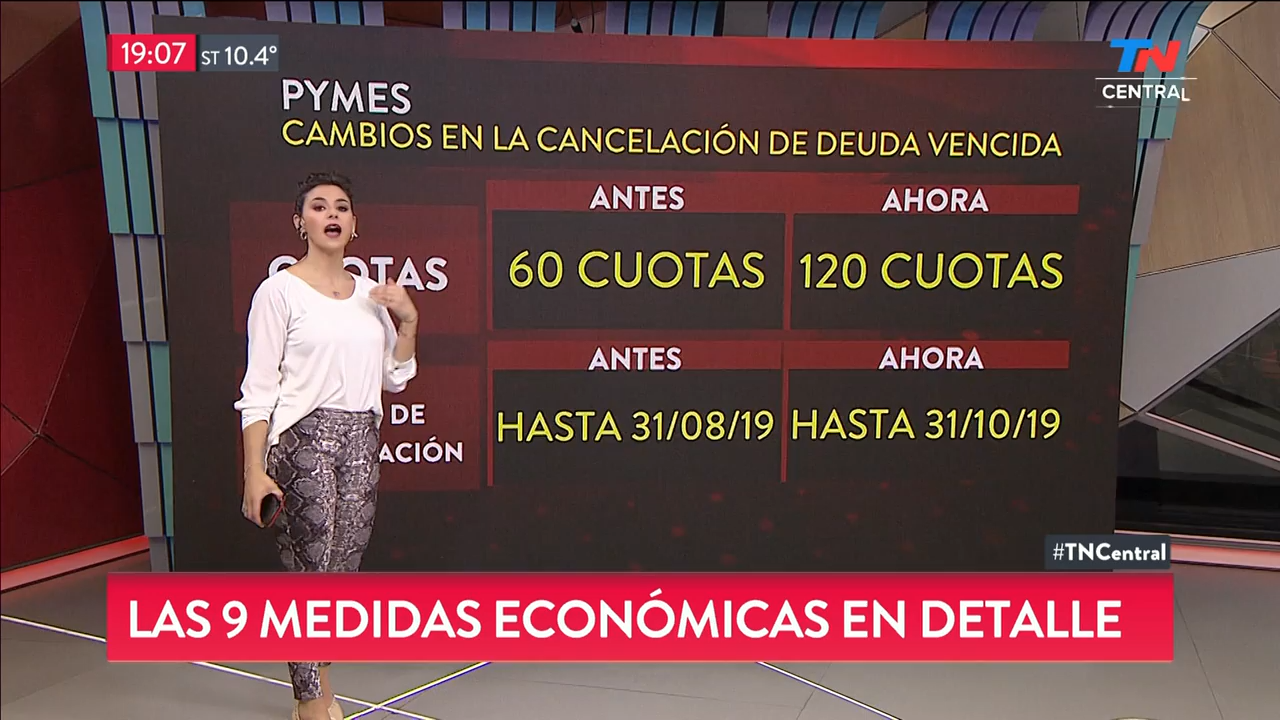 19:07 ST 10.4°
TN
CENTRAL
PYMES
CAMBIOS EN LA CANCELACIÓN DE DEUDA VENCIDA
ANTES AHORA
60 CUOTAS 120 CUOTAS
ANTES AHORA
DE
HASTA 31/08/19 HASTA 31/10/19
#TNCentral
LAS 9 MEDIDAS ECONÓMICAS EN DETALLE